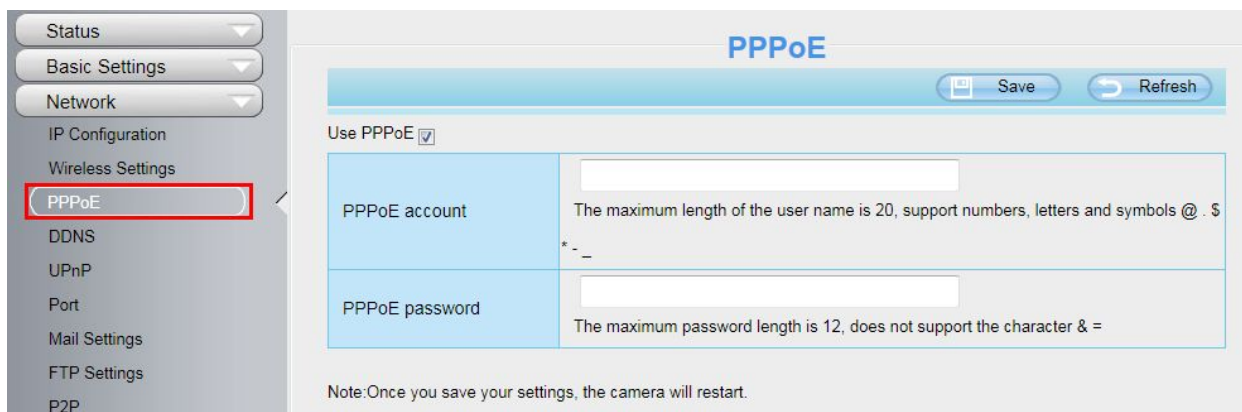 Status
Basic Settings
Network
IP Configuration
Wireless Settings
PPPoE
DDNS
UPnP
Port
Mail Settings
FTP Settings
P2P
PPPoE
Save Refresh
Use PPPoE
PPPoE account
The maximum length of the user name is 20, support numbers, letters and symbols @ . $
* - _
PPPoE password
The maximum password length is 12, does not support the character & =
Note:Once you save your settings, the camera will restart.